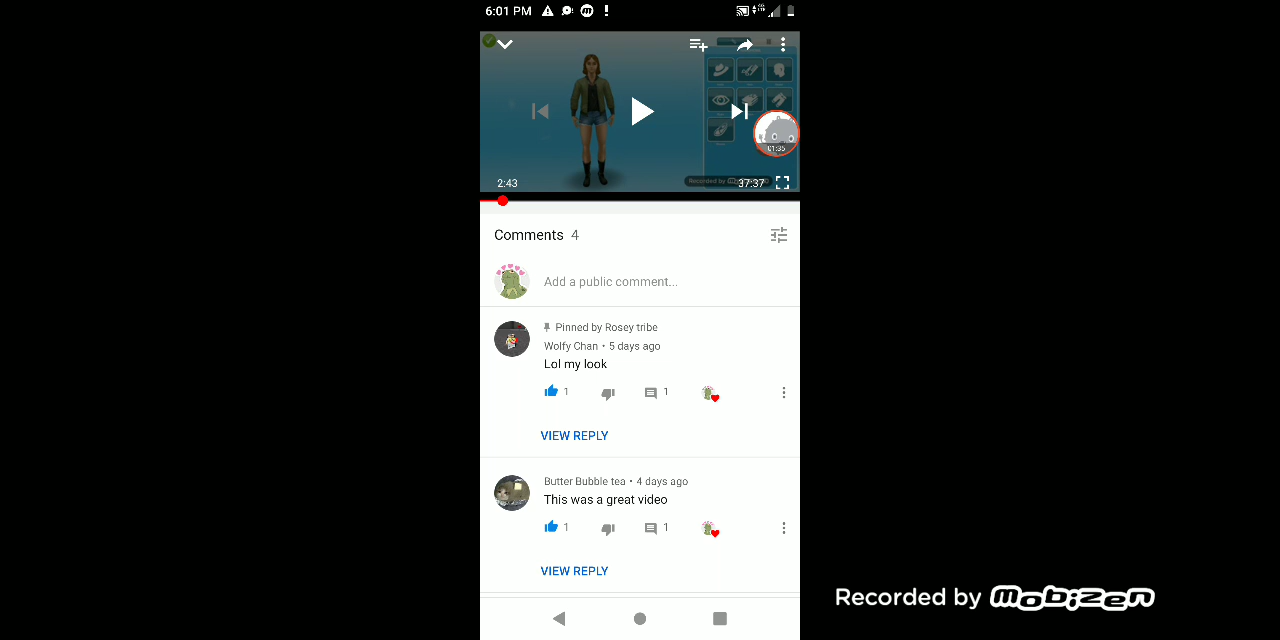 6:01 PM
01:35
2:43
37:37
Comments 4
Add a public comment...
Pinned by Rosey tribe
Wolfy Chan • 5 days ago
Lol my look
1
1
VIEW REPLY
Butter Bubble tea • 4 days ago
This was a great video
1
1
VIEW REPLY
Recorded by mobizen